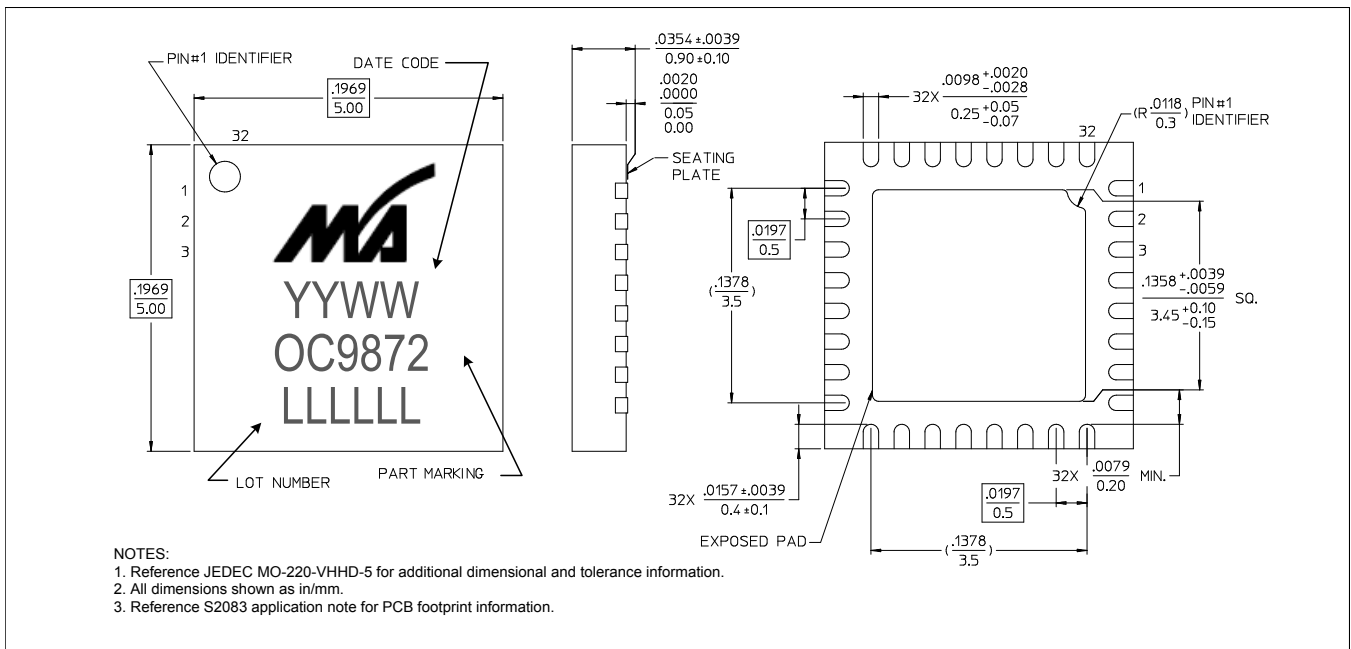 PIN#1 IDENTIFIER
DATE CODE
.1969
5.00
32
1
2
3
.1969
5.00
MA
YYWW
OC9872
LLLLLL
LOT NUMBER
PART MARKING
.0354 ±.0039
0.90 ±0.10
.0020
.0000
0.05
0.00
SEATING
PLATE
32X .0098 +.0020 -.0028
0.25 +0.05 -0.07
32
(R .0118 / 0.3) PIN#1
IDENTIFIER
1
2
3
.0197
0.5
(.1378 / 3.5)
.1358 +.0039 -.0059
3.45 +0.10 -0.15
SQ.
32X .0157 ±.0039
0.4 ±0.1
EXPOSED PAD
32X .0079 MIN.
0.20
.0197
0.5
(.1378 / 3.5)
NOTES:
1. Reference JEDEC MO-220-VHHD-5 for additional dimensional and tolerance information.
2. All dimensions shown as in/mm.
3. Reference S2083 application note for PCB footprint information.